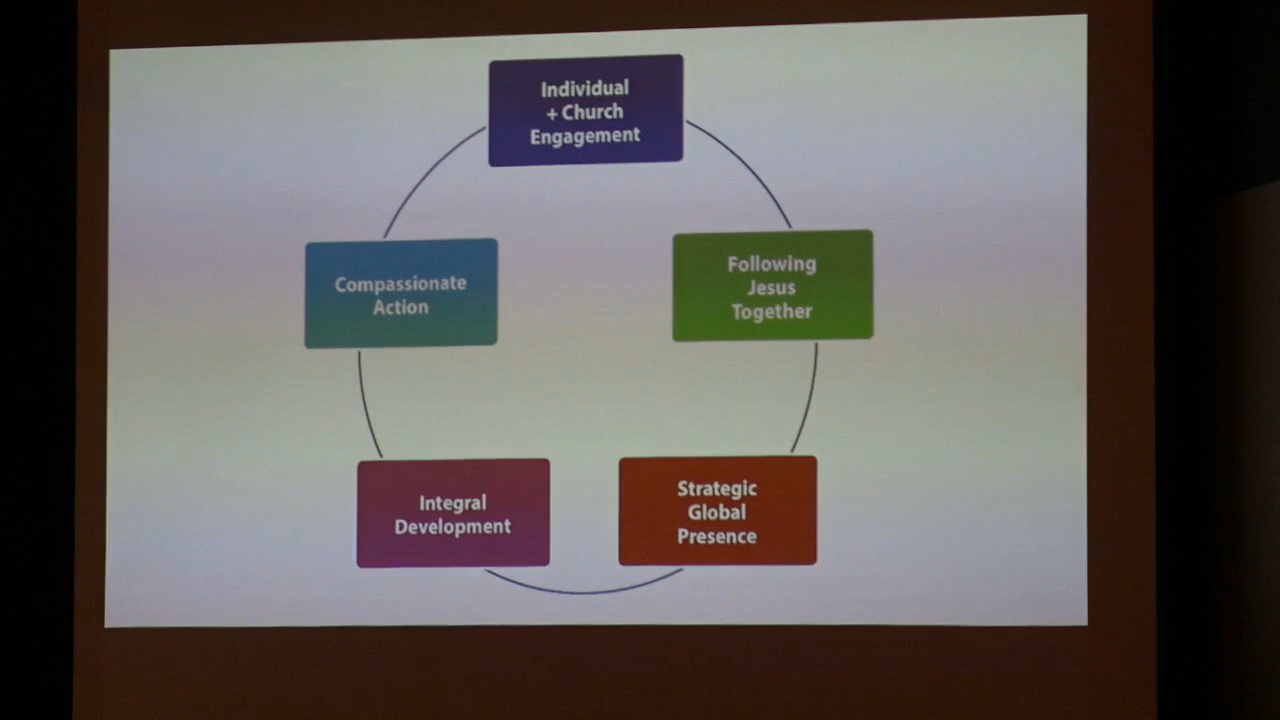 Individual
+ Church
Engagement
Compassionate
Action
Following
Jesus
Together
Integral
Development
Strategic
Global
Presence